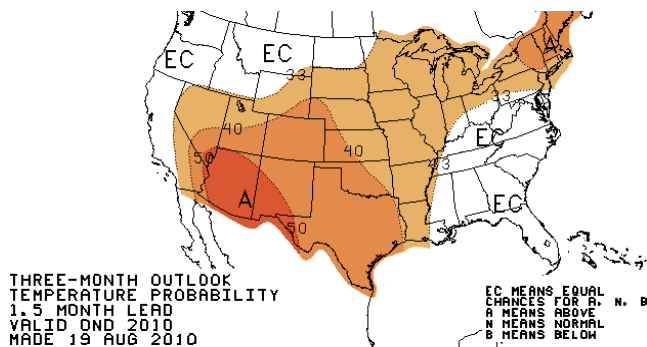 EC
EC
A
33
33
40
40
EC
50
33
A
EC
50
THREE-MONTH OUTLOOK
TEMPERATURE PROBABILITY
1.5 MONTH LEAD
VALID OND 2010
MADE 19 AUG 2010
EC MEANS EQUAL
CHANCES FOR A, N, B
A MEANS ABOVE
N MEANS NORMAL
B MEANS BELOW